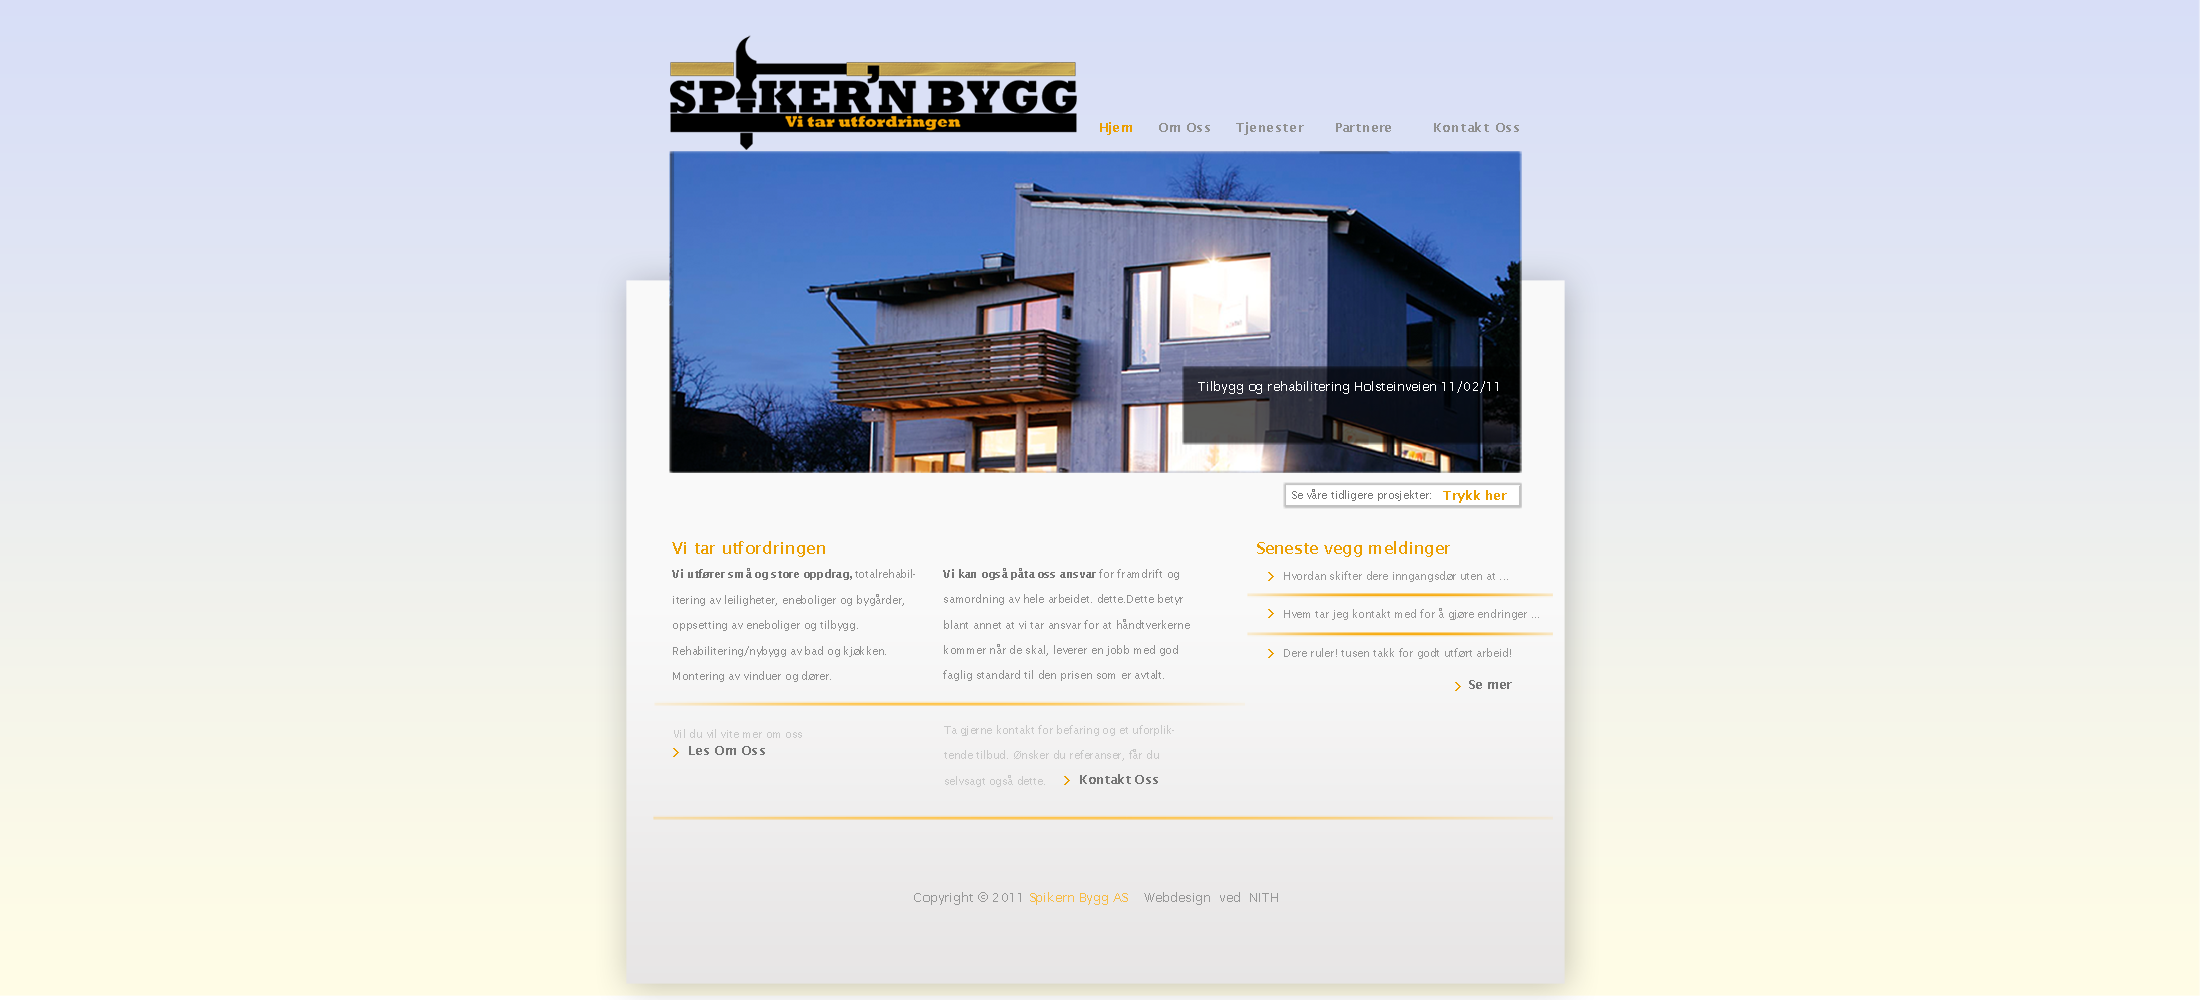 SPIKER'N BYGG
Vi tar utfordringen
Hjem Om Oss Tjenester Partnere Kontakt Oss
Tilbygg og rehabilitering Holsteinveien 11/02/11
Se våre tidligere prosjekter: Trykk her
Vi tar utfordringen
Vi utfører små og store oppdrag, totalrehabil-
itering av leiligheter, eneboliger og bygårder,
oppsetting av eneboliger og tilbygg.
Rehabilitering/nybygg av bad og kjøkken.
Montering av vinduer og dører.
Vi kan også påta oss ansvar for framdrift og
samordning av hele arbeidet. dette.Dette betyr
blant annet at vi tar ansvar for at håndtverkerne
kommer når de skal, leverer en jobb med god
faglig standard til den prisen som er avtalt.
Seneste vegg meldinger
Hvordan skifter dere inngangsdør uten at ...
Hvem tar jeg kontakt med for å gjøre endringer ...
Dere ruler! tusen takk for godt utført arbeid!
Se mer
Vil du vil vite mer om oss
Les Om Oss
Ta gjerne kontakt for befaring og et uforplik-
tende tilbud. Ønsker du referanser, får du
selvsagt også dette. Kontakt Oss
Copyright © 2011 Spikern Bygg AS Webdesign ved NITH